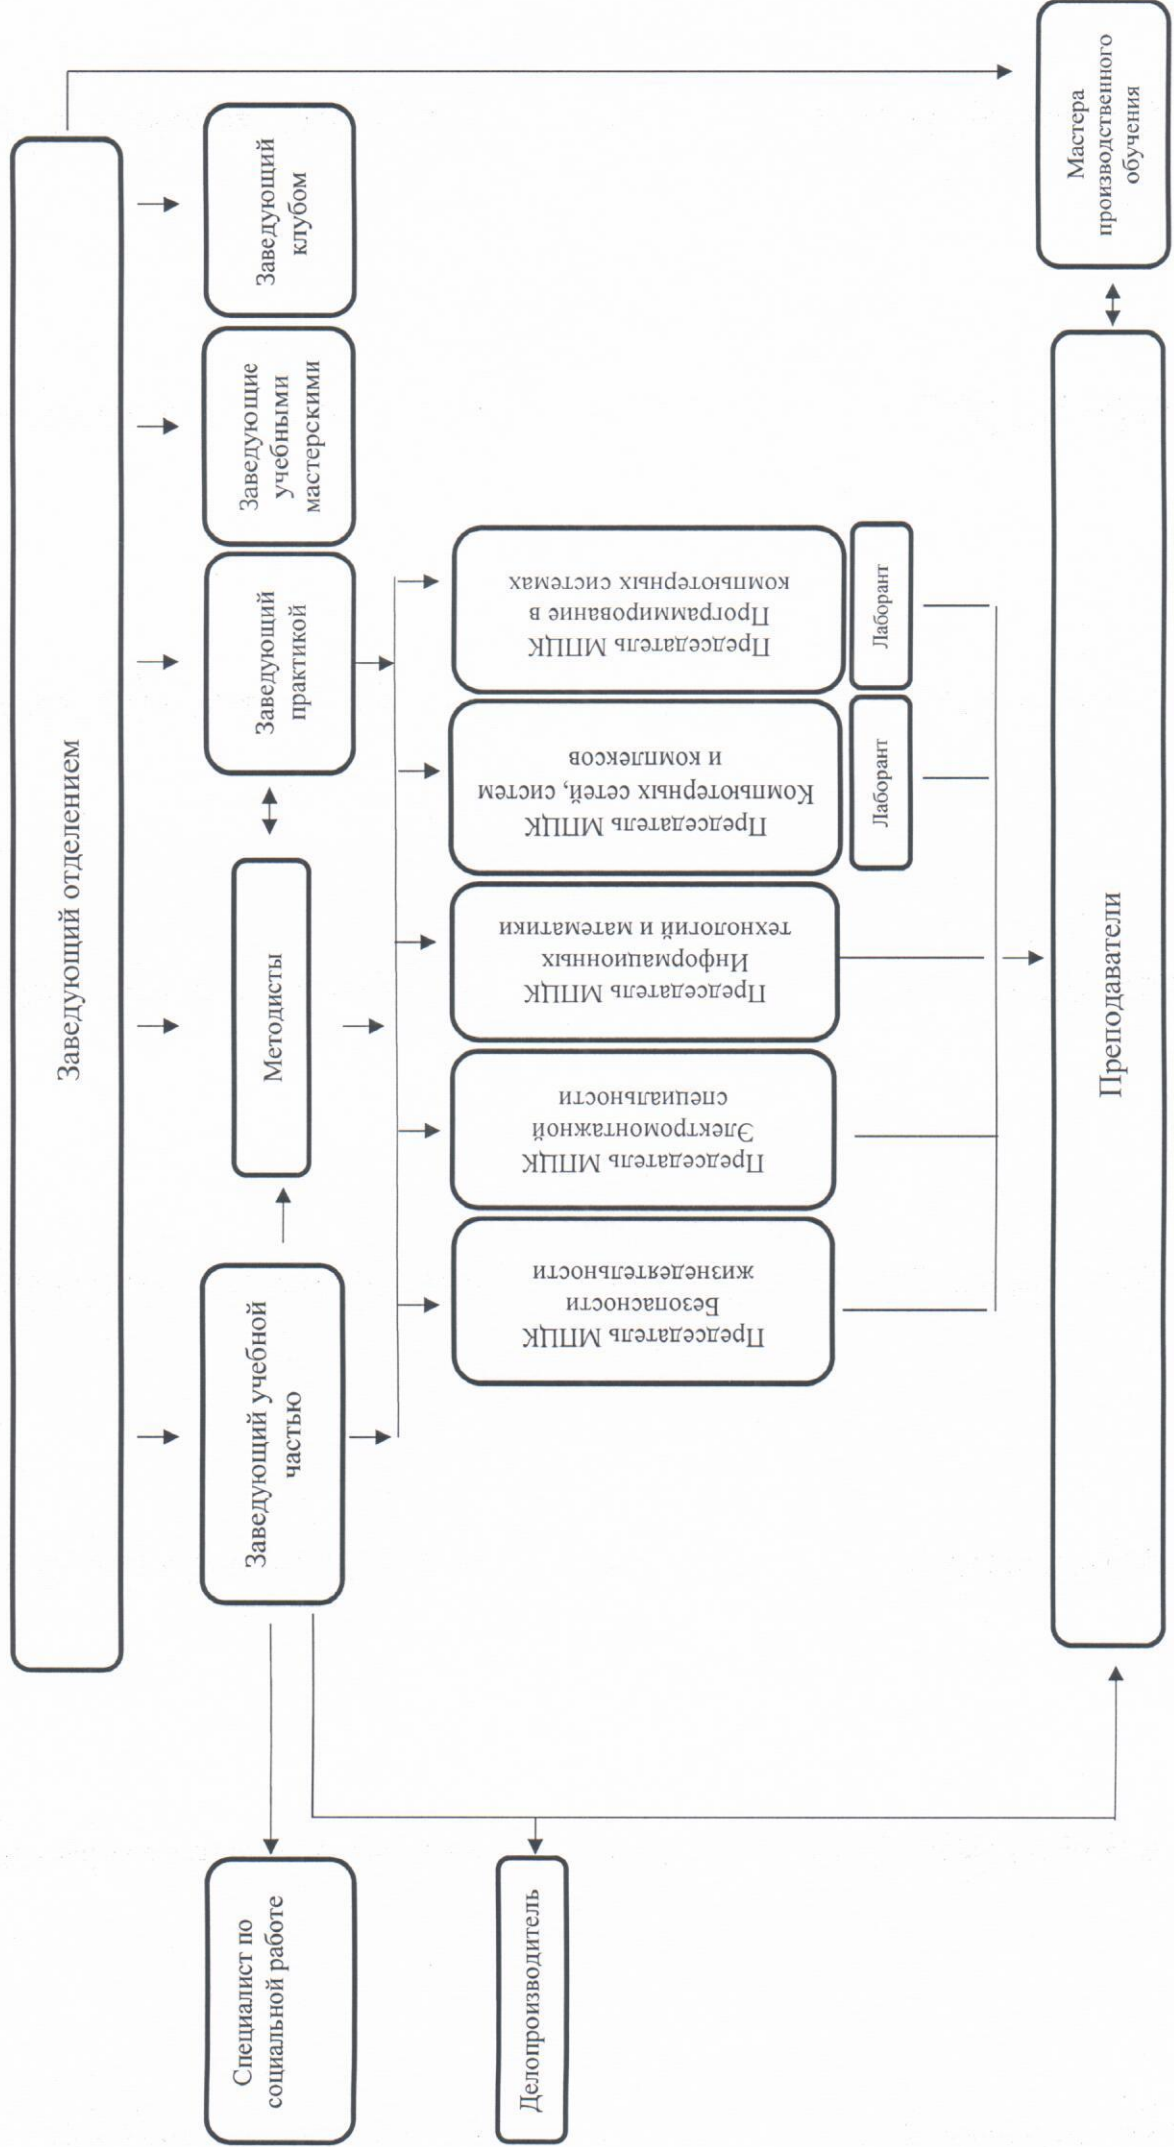 Заведующий отделением
Специалист по
социальной работе
Заведующий учебной
частью
Методисты
Заведующий
практикой
Заведующие
учебными
мастерскими
Заведующий
клубом
Делопроизводитель
Председатель МПЦК
Безопасности
жизнедеятельности
Председатель МПЦК
Электромонтажной
специальности
Председатель МПЦК
Информационных
технологий и математики
Председатель МПЦК
Компьютерных сетей, систем
и комплексов
Председатель МПЦК
Программирование в
компьютерных системах
Лаборант
Лаборант
Преподаватели
Мастера
производственного
обучения